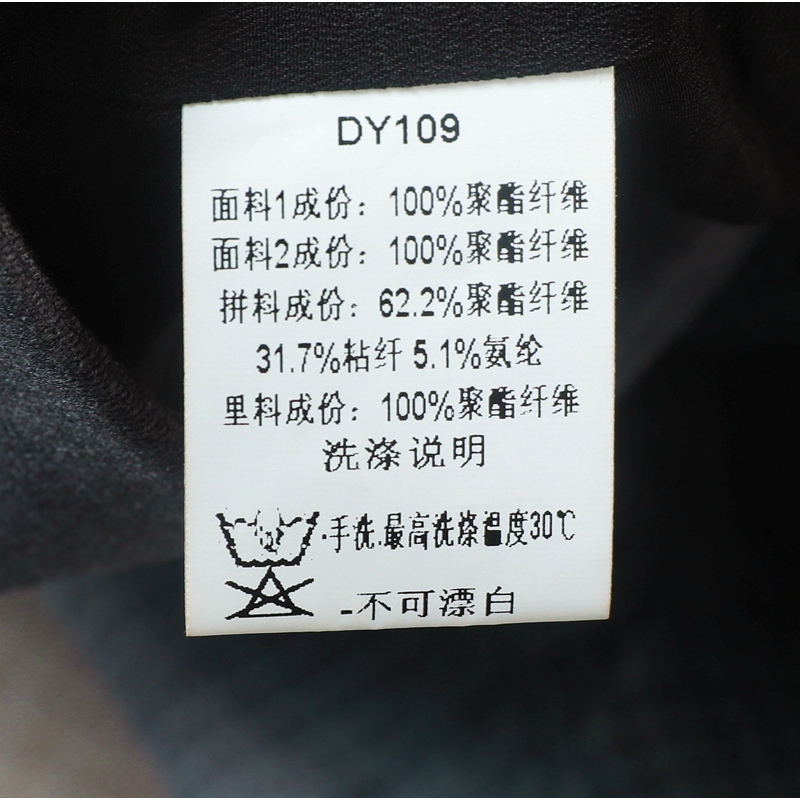 DY109
面料1成份：100%聚酯纤维
面料2成份：100%聚酯纤维
拼料成份：62.2%聚酯纤维
31.7%粘纤 5.1%氨纶
里料成份：100%聚酯纤维
洗涤说明
-手洗,最高洗涤温度30℃
-不可漂白